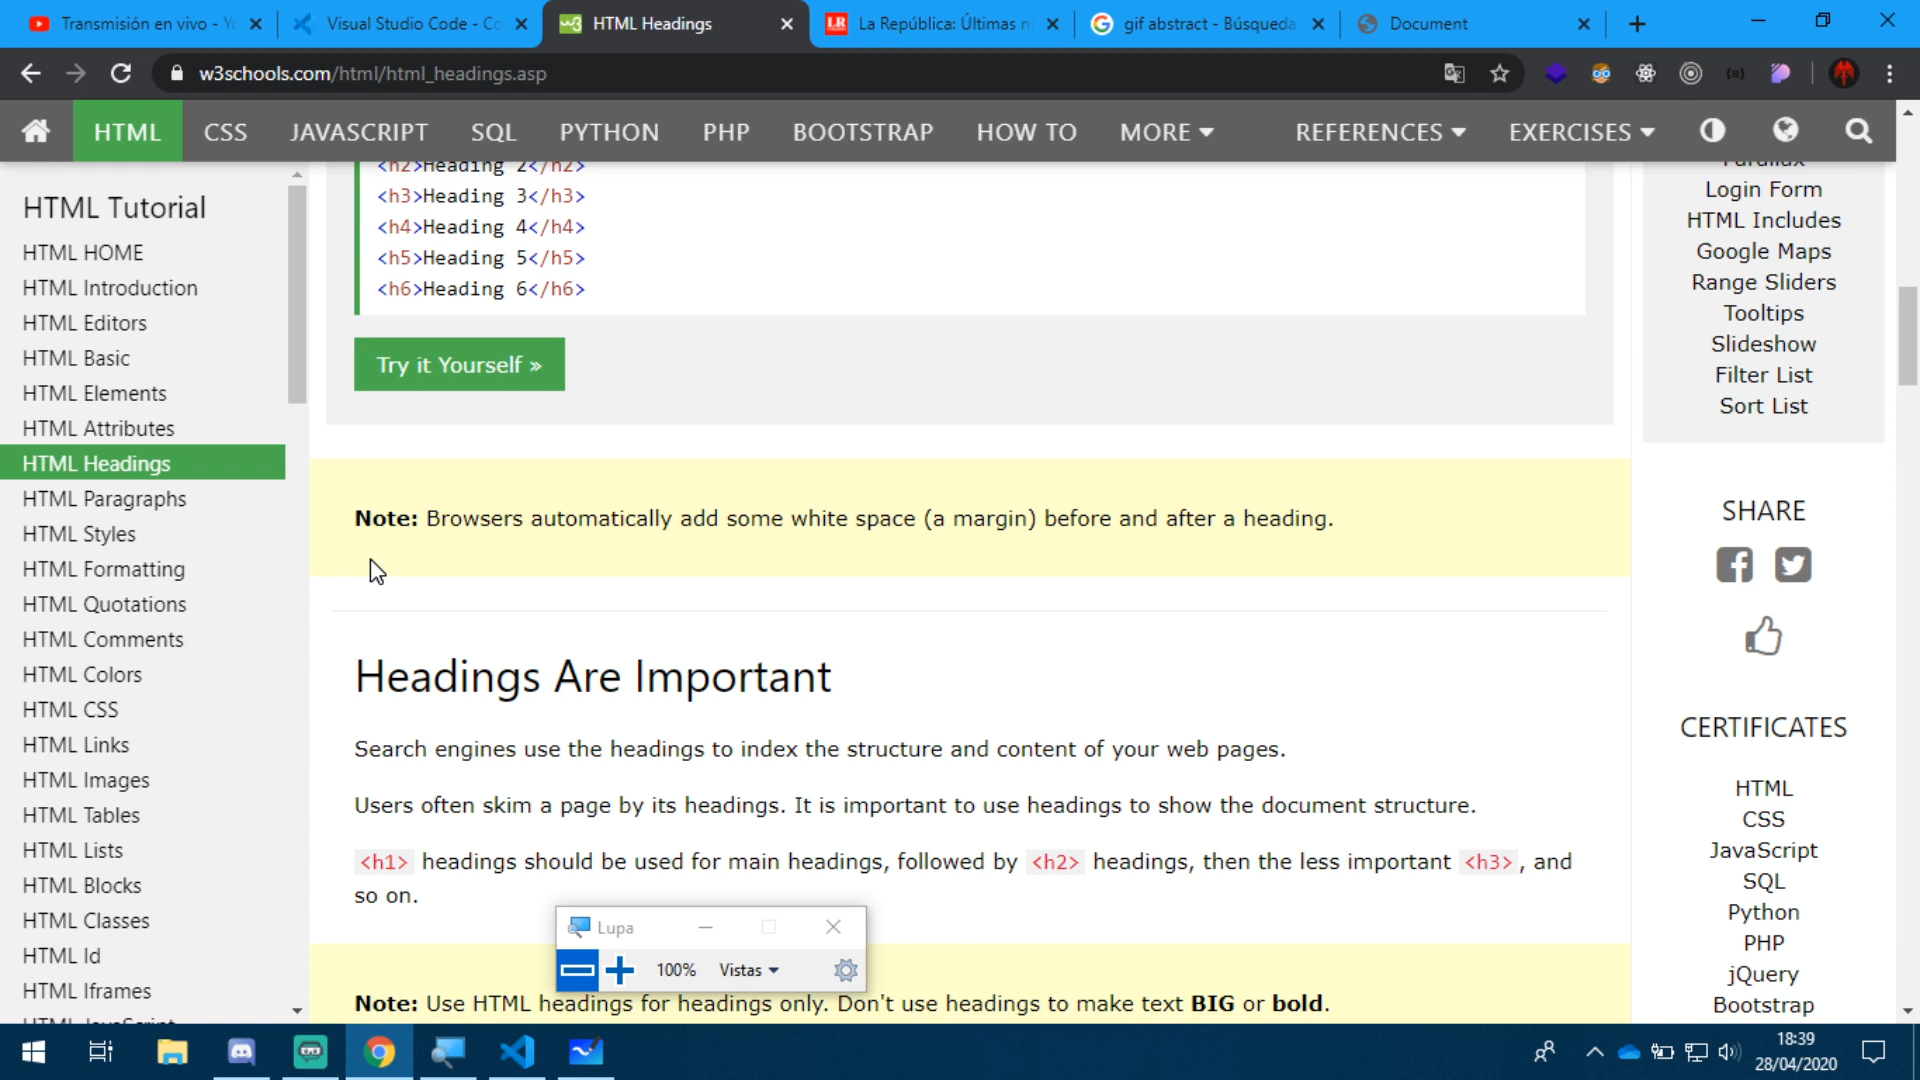 Transmisión en vivo - Yo
Visual Studio Code - Co
HTML Headings
La República: Últimas no
gif abstract - Búsqueda
Document
w3schools.com/html/html_headings.asp
HTML
CSS
JAVASCRIPT
SQL
PYTHON
PHP
BOOTSTRAP
HOW TO
MORE
REFERENCES
EXERCISES
HTML Tutorial
HTML HOME
HTML Introduction
HTML Editors
HTML Basic
HTML Elements
HTML Attributes
HTML Headings
HTML Paragraphs
HTML Styles
HTML Formatting
HTML Quotations
HTML Comments
HTML Colors
HTML CSS
HTML Links
HTML Images
HTML Tables
HTML Lists
HTML Blocks
HTML Classes
HTML Id
HTML Iframes
HTML JavaScript
<h2>Heading 2</h2>
<h3>Heading 3</h3>
<h4>Heading 4</h4>
<h5>Heading 5</h5>
<h6>Heading 6</h6>
Try it Yourself »
Note: Browsers automatically add some white space (a margin) before and after a heading.
Headings Are Important
Search engines use the headings to index the structure and content of your web pages.
Users often skim a page by its headings. It is important to use headings to show the document structure.
<h1> headings should be used for main headings, followed by <h2> headings, then the less important <h3>, and
so on.
Note: Use HTML headings for headings only. Don't use headings to make text BIG or bold.
Lupa
100%
Vistas
Parallax
Login Form
HTML Includes
Google Maps
Range Sliders
Tooltips
Slideshow
Filter List
Sort List
SHARE
CERTIFICATES
HTML
CSS
JavaScript
SQL
Python
PHP
jQuery
Bootstrap
18:39
28/04/2020